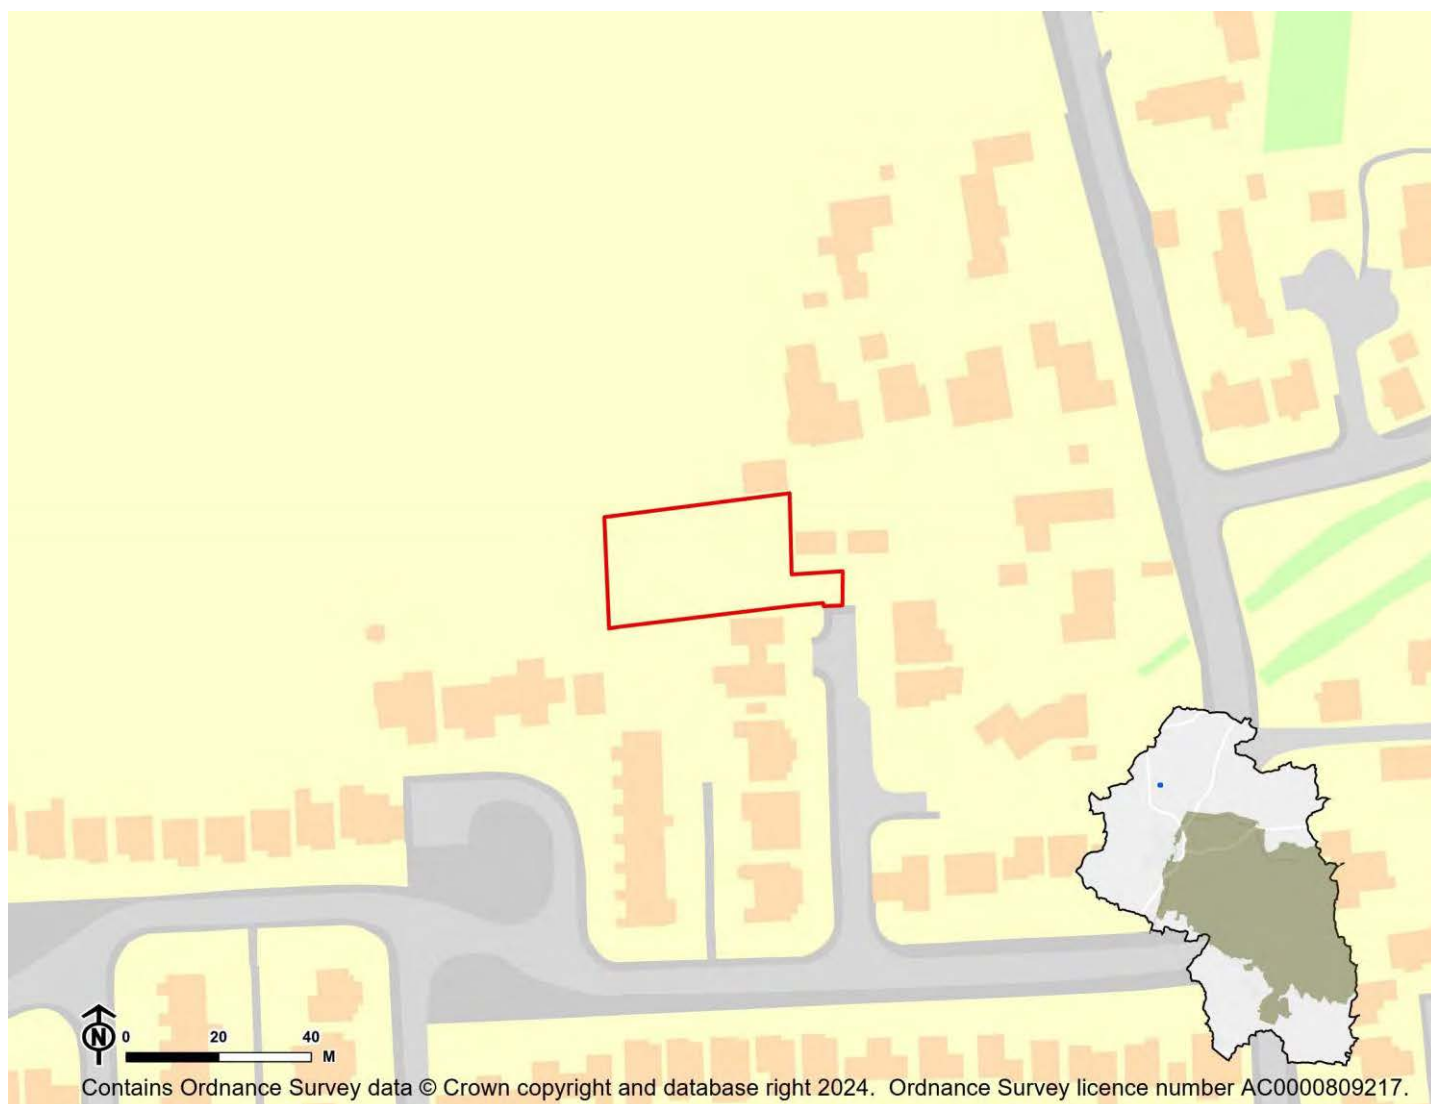 N 0 20 40
M
Contains Ordnance Survey data © Crown copyright and database right 2024. Ordnance Survey licence number AC0000809217.